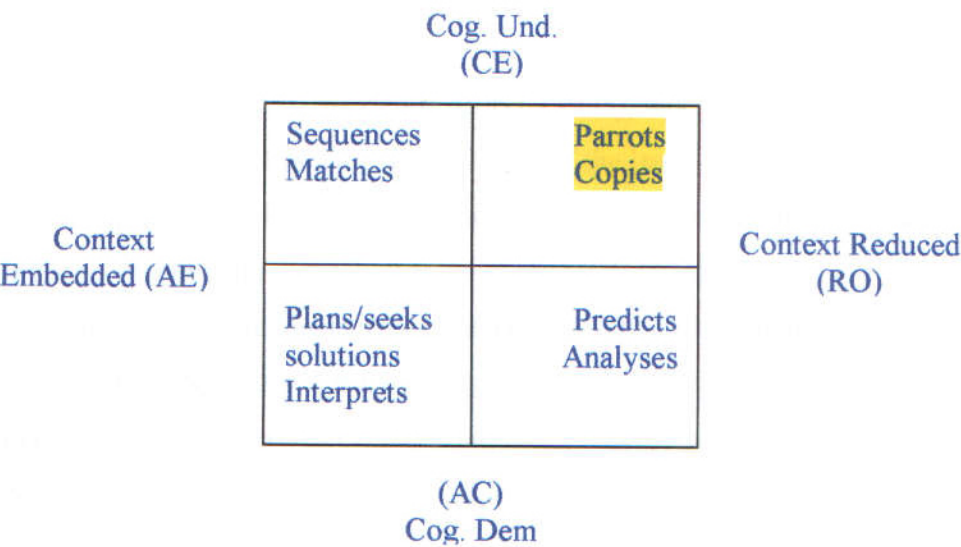 Cog. Und.
(CE)
Sequences
Matches
Parrots
Copies
Context
Embedded (AE)
Context Reduced
(RO)
Plans/seeks
solutions
Interprets
Predicts
Analyses
(AC)
Cog. Dem